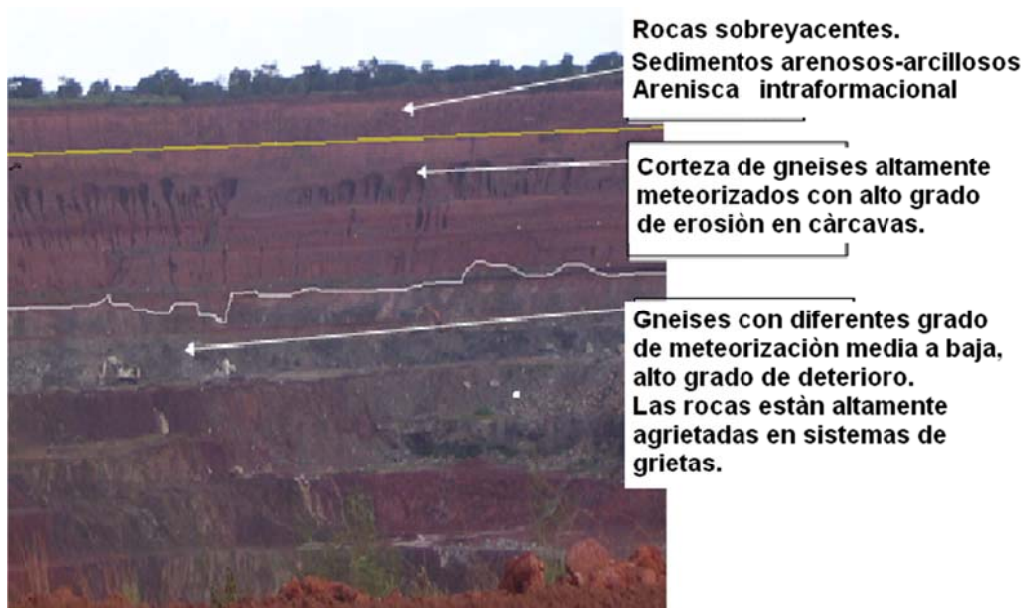 Rocas sobreyacentes.
Sedimentos arenosos-arcillosos
Arenisca intraformacional
Corteza de gneises altamente
meteorizados con alto grado
de erosiòn en càrcavas.
Gneises con diferentes grado
de meteorizaciòn media a baja,
alto grado de deterioro.
Las rocas estàn altamente
agrietadas en sistemas de
grietas.